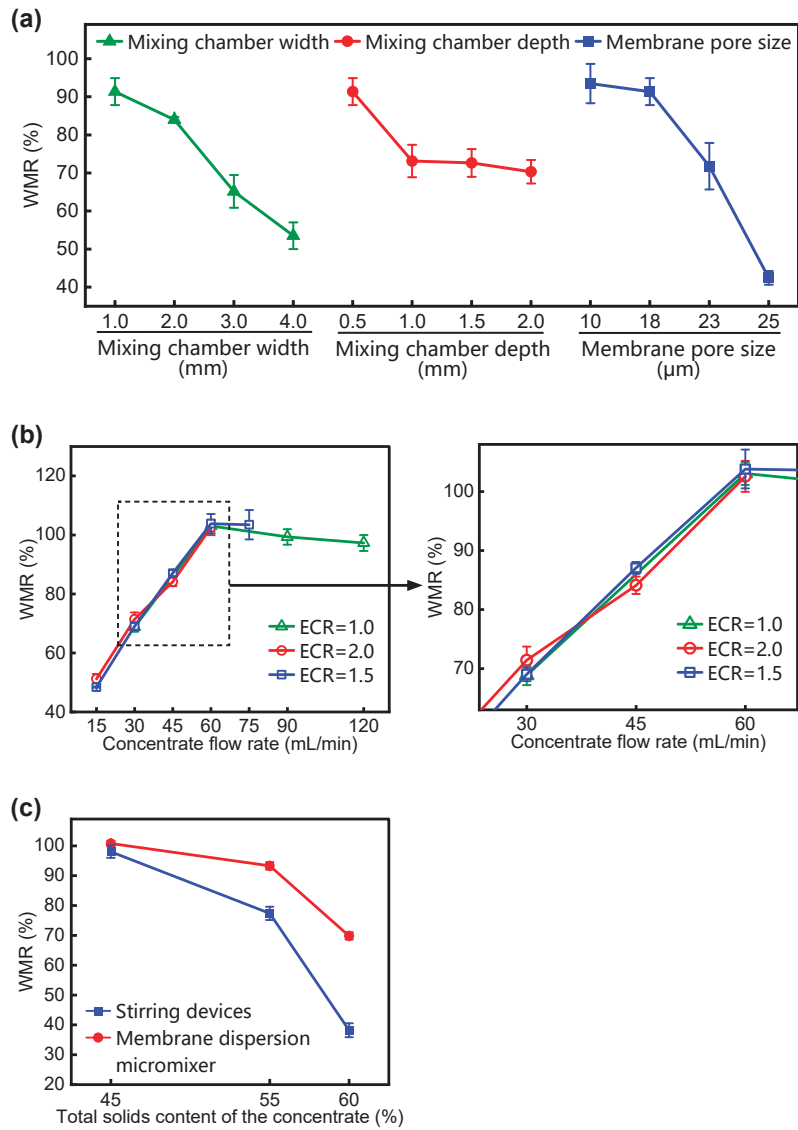 (a)
Mixing chamber width Mixing chamber depth Membrane pore size
WMR (%)
100
90
80
70
60
50
40
1.0 2.0 3.0 4.0 0.5 1.0 1.5 2.0 10 18 23 25
Mixing chamber width Mixing chamber depth Membrane pore size
(mm) (mm) (µm)
(b)
WMR (%)
120
100
80
60
40
ECR=1.0
ECR=2.0
ECR=1.5
15 30 45 60 75 90 120
Concentrate flow rate (mL/min)
WMR (%)
100
90
80
70
ECR=1.0
ECR=2.0
ECR=1.5
30 45 60
Concentrate flow rate (mL/min)
(c)
WMR (%)
100
90
80
70
60
50
40
30
20
Stirring devices
Membrane dispersion
micromixer
45 55 60
Total solids content of the concentrate (%)